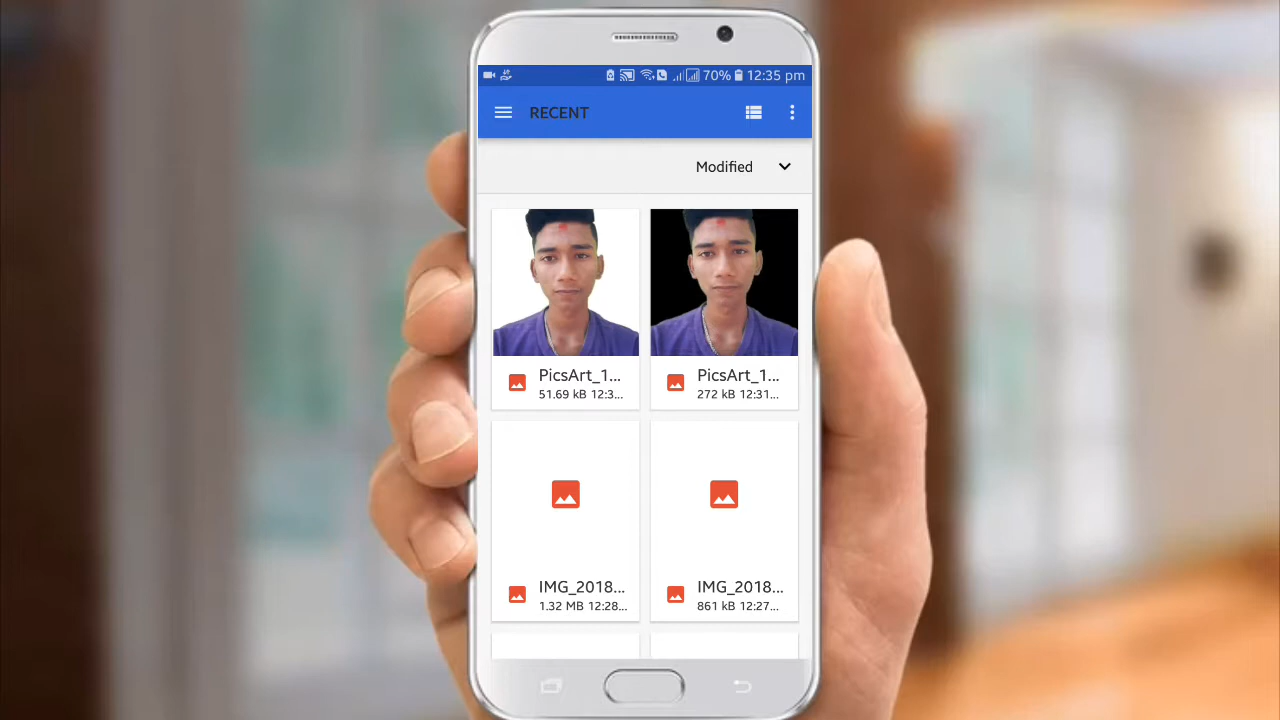 70% 12:35 pm
RECENT
Modified
PicsArt_1...
51.69 kB 12:3...
PicsArt_1...
272 kB 12:31...
IMG_2018...
1.32 MB 12:28...
IMG_2018...
861 kB 12:27...